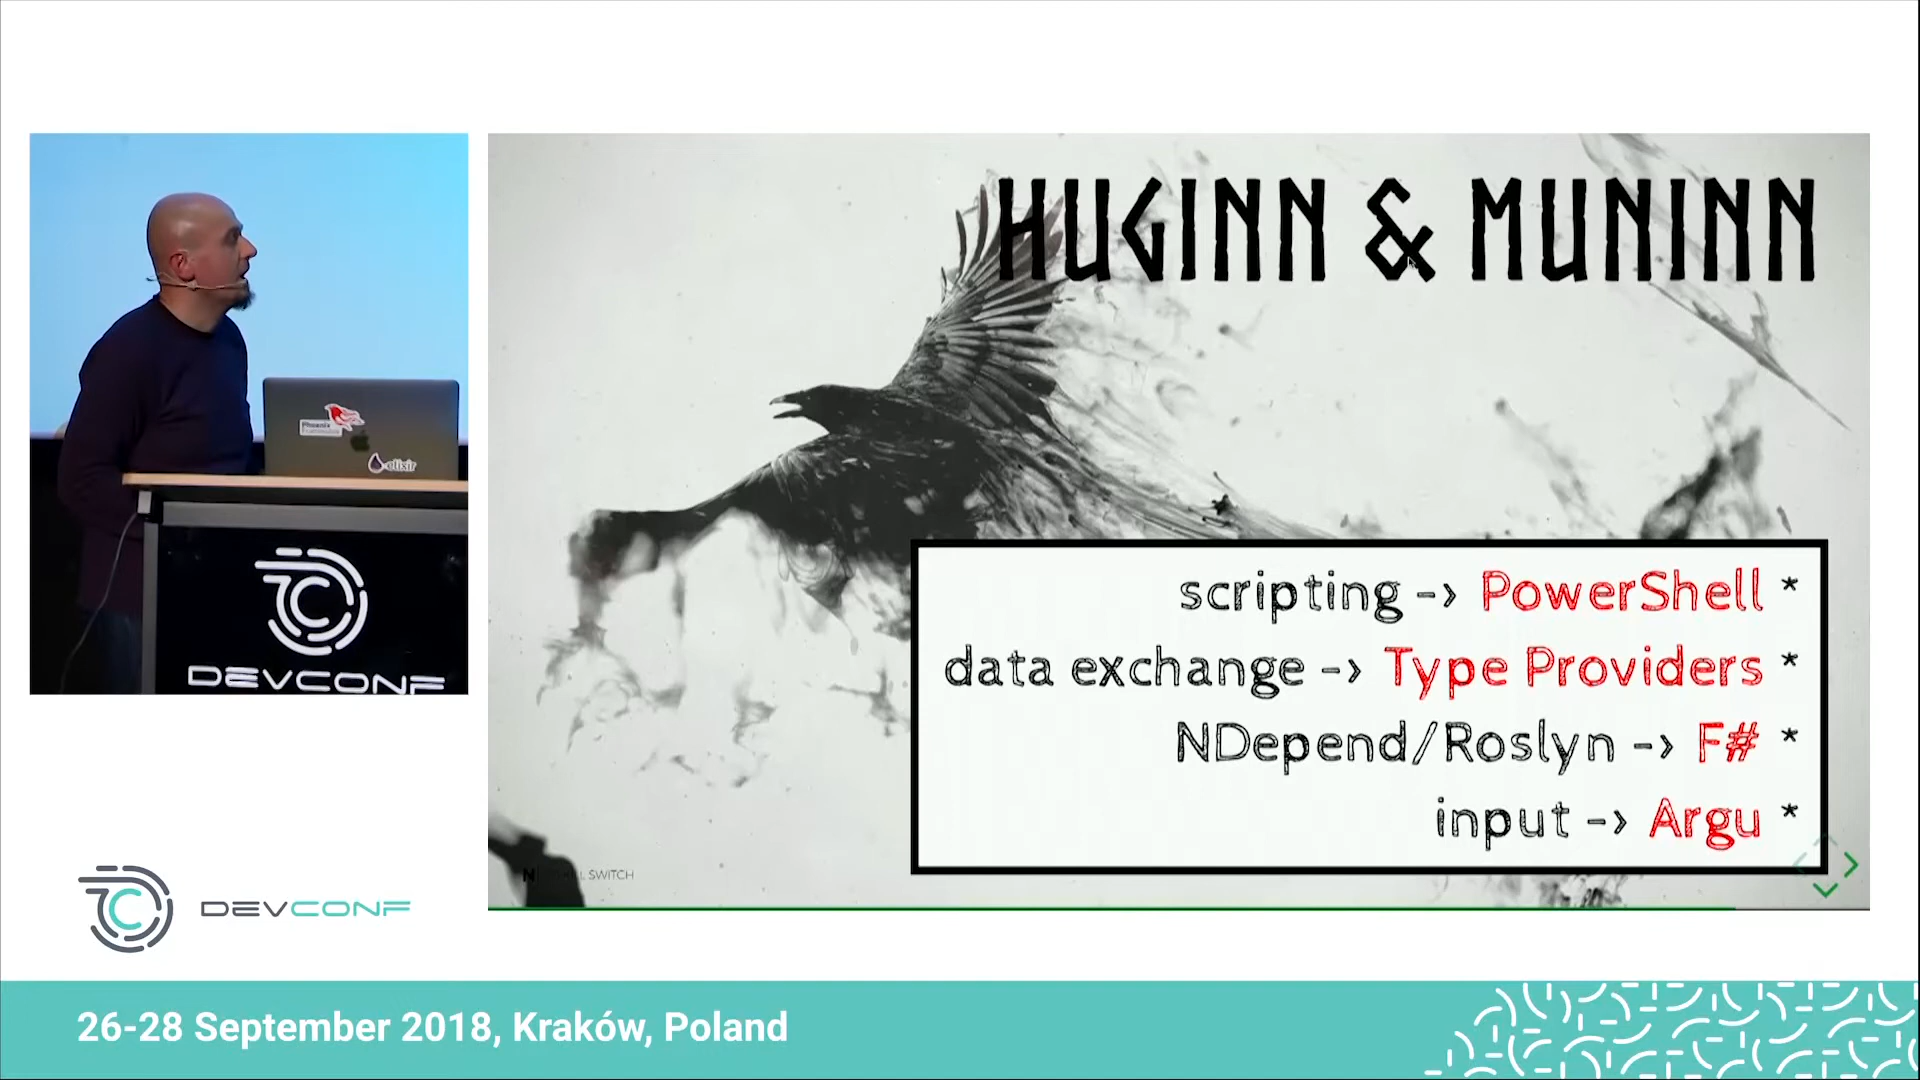 HUGINN & MUNINN
Phoenix
elixir
DEVCONF
scripting -> PowerShell *
data exchange -> Type Providers *
NDepend/Roslyn -> F# *
input -> Argu *
SWITCH
DEVCONF
26-28 September 2018, Kraków, Poland